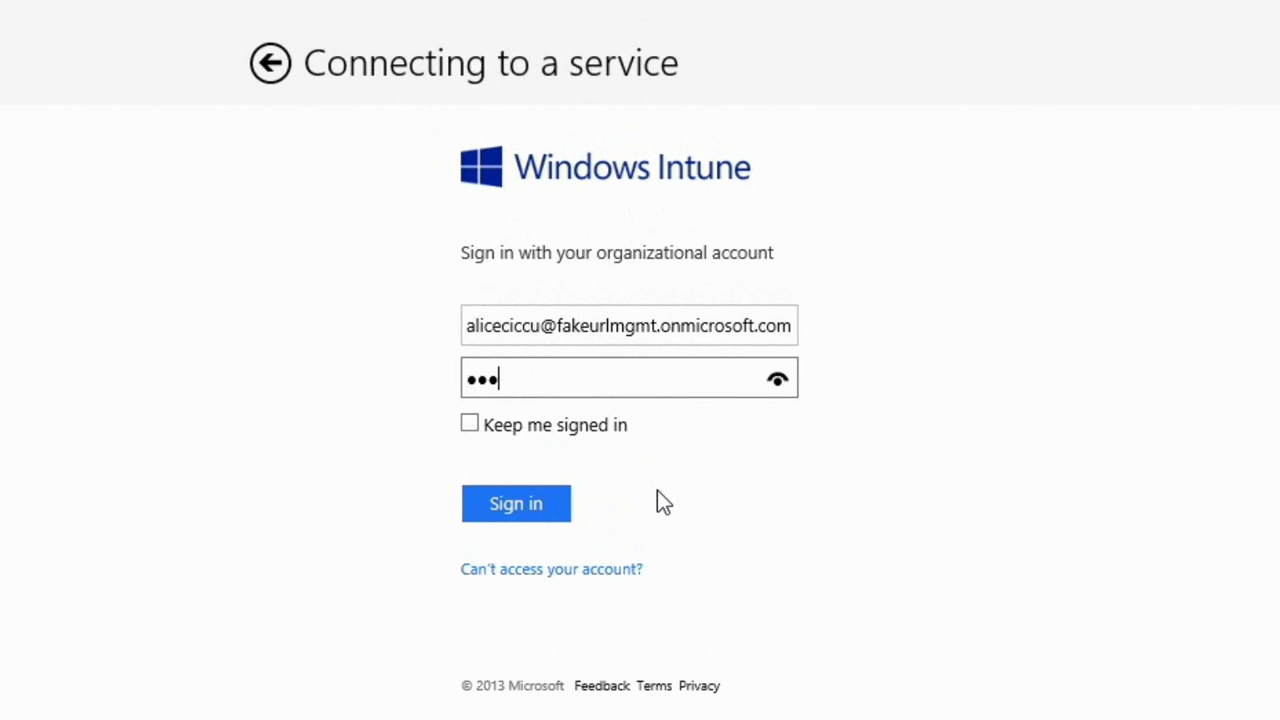 Connecting to a service
Windows Intune
Sign in with your organizational account
aliceciccu@fakeurlmgmt.onmicrosoft.com
•••
Keep me signed in
Sign in
Can't access your account?
© 2013 Microsoft Feedback Terms Privacy